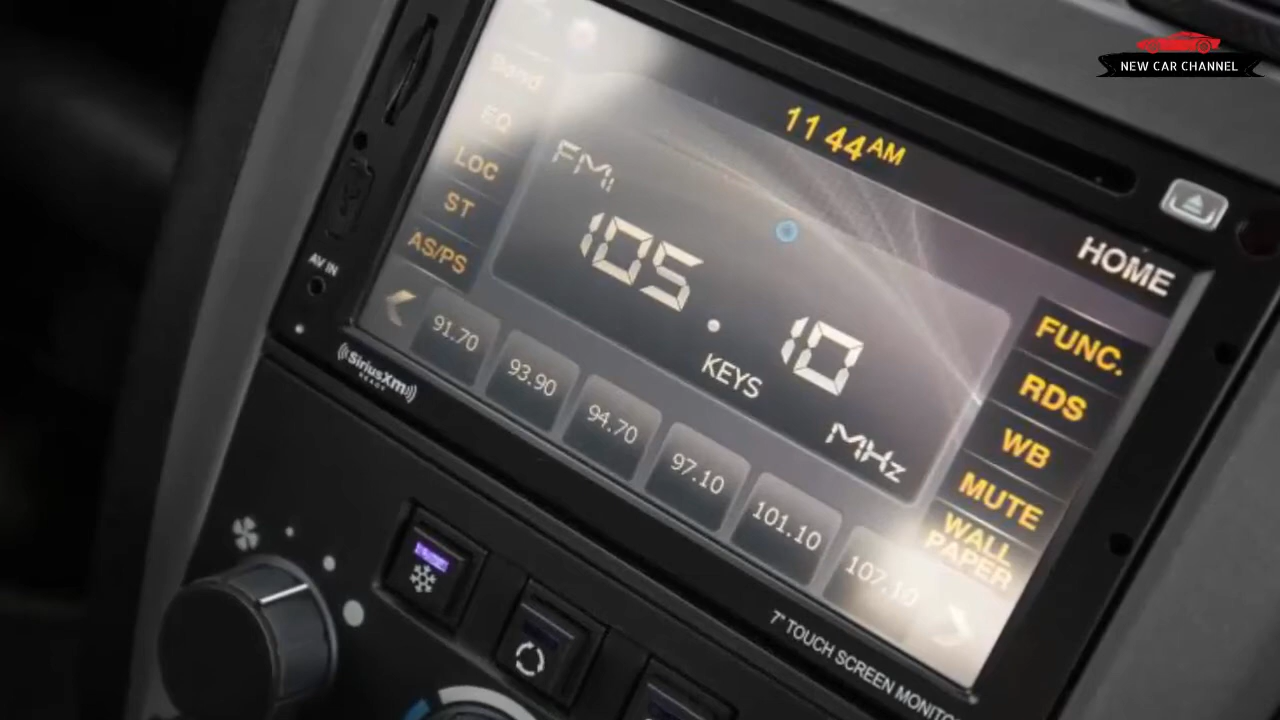 NEW CAR CHANNEL
11 44 AM
HOME
Band
EQ
LOC
ST
AS/PS
FM1
105.10
KEYS
MHz
FUNC.
RDS
WB
MUTE
WALL
PAPER
91.70
93.90
94.70
97.10
101.10
107.10
AV IN
SiriusXM
READY
7" TOUCH SCREEN MONITO